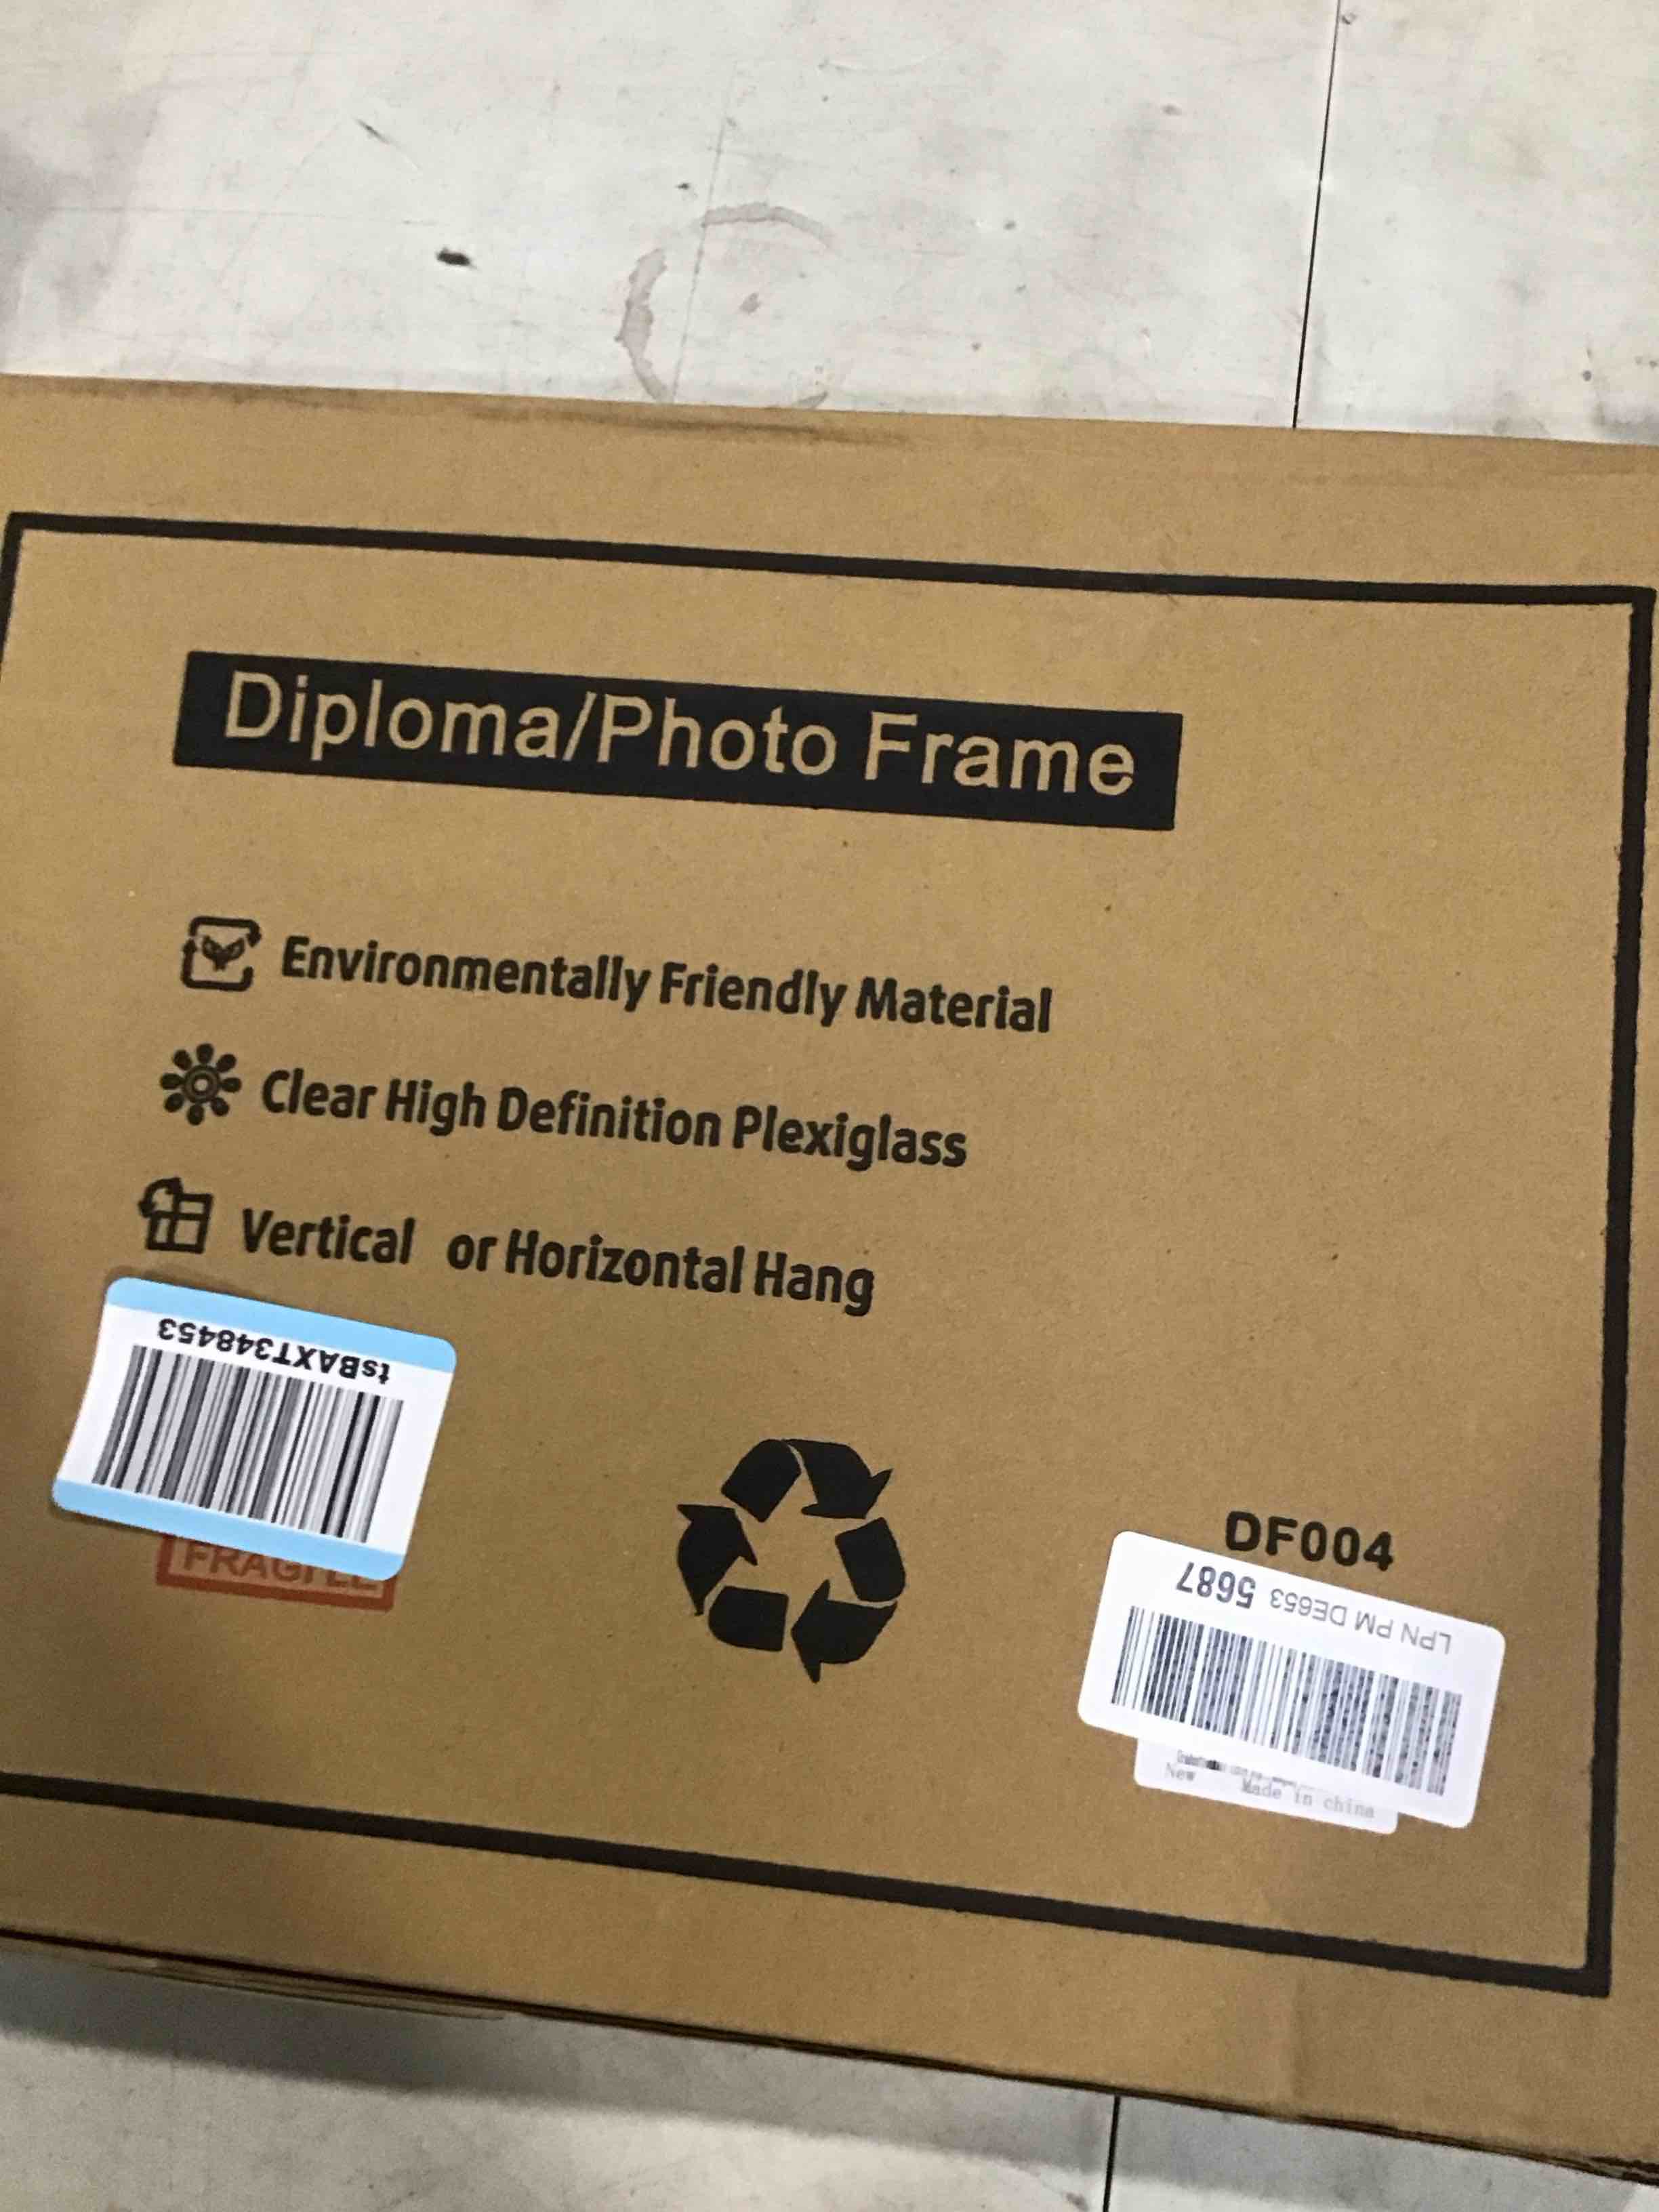 Diploma/Photo Frame
Environmentally Friendly Material
Clear High Definition Plexiglass
Vertical or Horizontal Hang
tsBAXT348453
FRAGILE
DF004
LPN PM DE653 5687
New Made in china